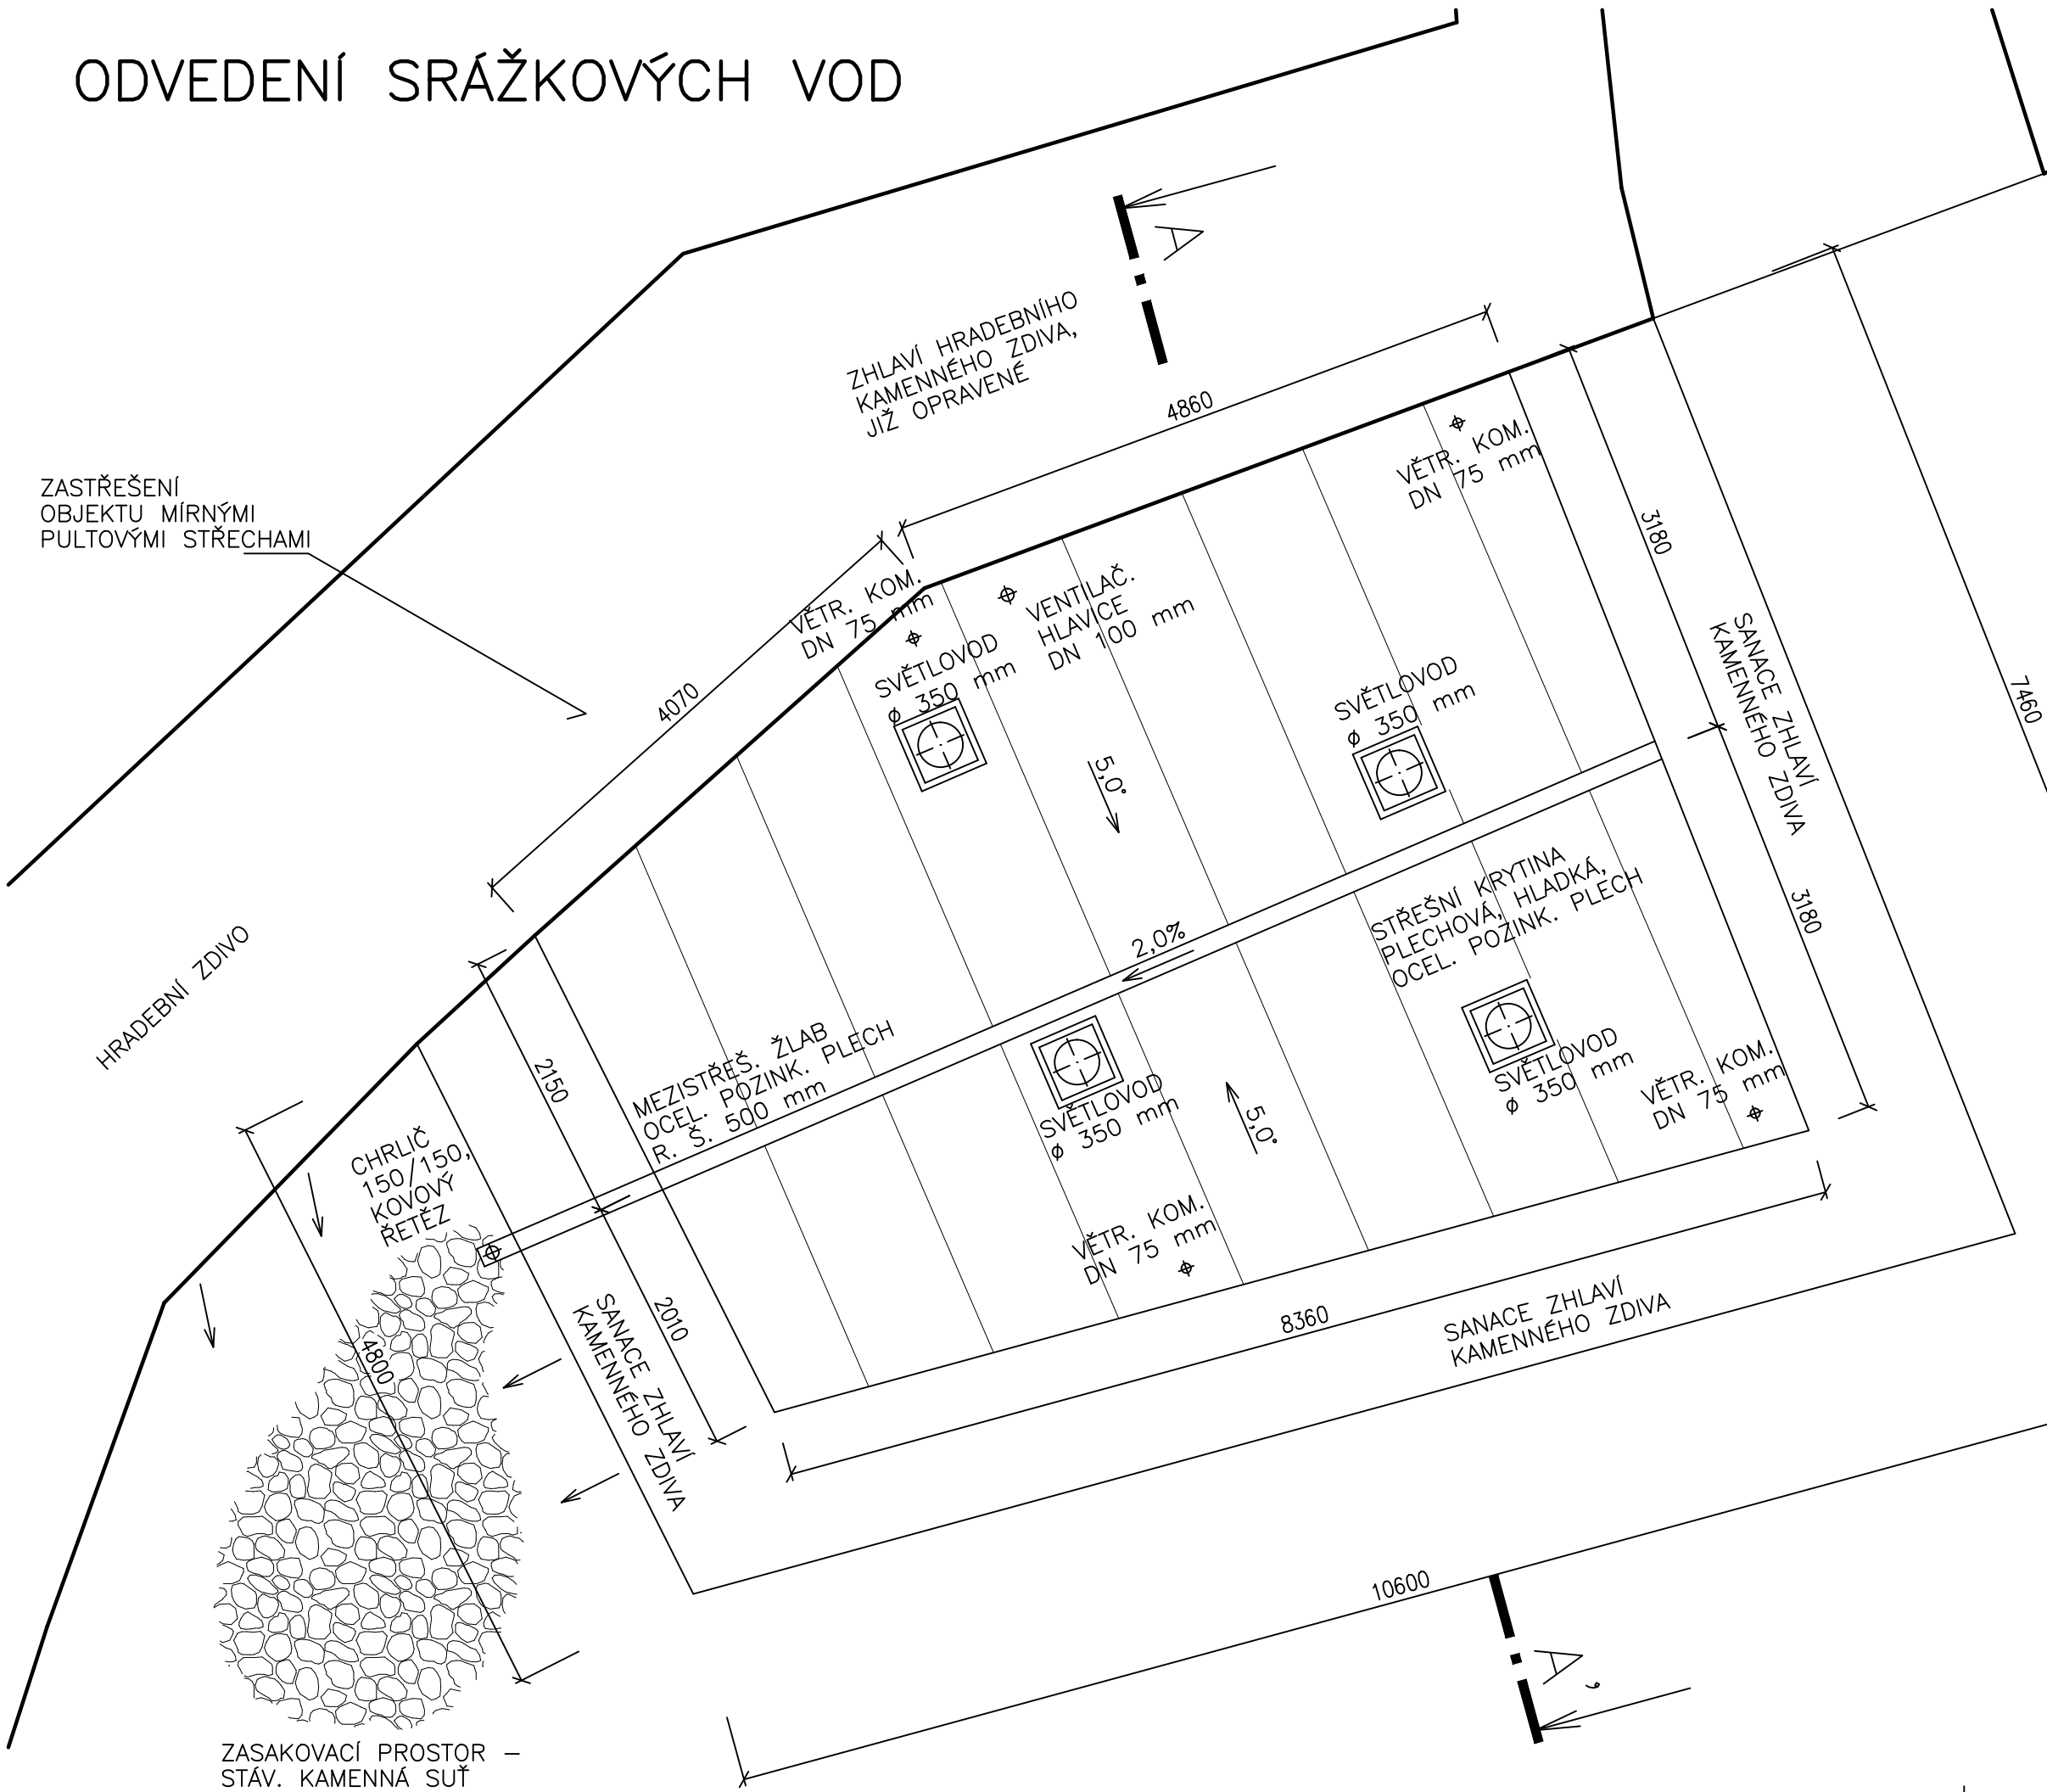 ODVEDENÍ SRÁŽKOVÝCH VOD
A
ZHLAVÍ HRADEBNÍHO
KAMENNÉHO ZDIVA,
JIŽ OPRAVENÉ
4860
VĚTR. KOM.
DN 75 mm
3180
ZASTŘEŠENÍ
OBJEKTU MÍRNÝMI
PULTOVÝMI STŘECHAMI
VĚTR. KOM.
DN 75 mm
VENTILAČ.
HLAVICE
DN 100 mm
SVĚTLOVOD
ϕ 350 mm
SVĚTLOVOD
ϕ 350 mm
SANACE ZHLAVÍ
KAMENNÉHO ZDIVA
7460
4070
5,0°
STŘEŠNÍ KRYTINA
PLECHOVÁ, HLADKÁ,
OCEL. POZINK. PLECH
3180
2,0%
HRADEBNÍ ZDIVO
2150
MEZISTŘEŠ. ŽLAB
OCEL. POZINK. PLECH
R. Š. 500 mm
SVĚTLOVOD
ϕ 350 mm
5,0°
SVĚTLOVOD
ϕ 350 mm
VĚTR. KOM.
DN 75 mm
CHRLIČ
150/150,
KOVOVÝ
ŘETĚZ
VĚTR. KOM.
DN 75 mm
2010
SANACE ZHLAVÍ
KAMENNÉHO ZDIVA
4800
8360
SANACE ZHLAVÍ
KAMENNÉHO ZDIVA
10600
A,
ZASAKOVACÍ PROSTOR –
STÁV. KAMENNÁ SUŤ